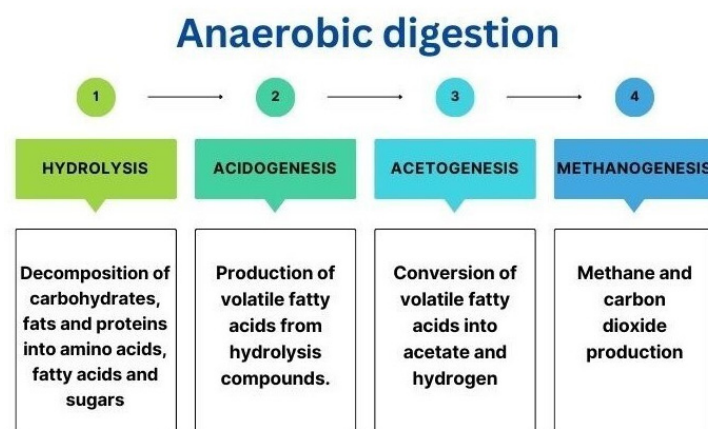 Anaerobic digestion
1
2
3
4
HYDROLYSIS
ACIDOGENESIS
ACETOGENESIS
METHANOGENESIS
Decomposition of
carbohydrates,
fats and proteins
into amino acids,
fatty acids and
sugars
Production of
volatile fatty
acids from
hydrolysis
compounds.
Conversion of
volatile fatty
acids into
acetate and
hydrogen
Methane and
carbon
dioxide
production